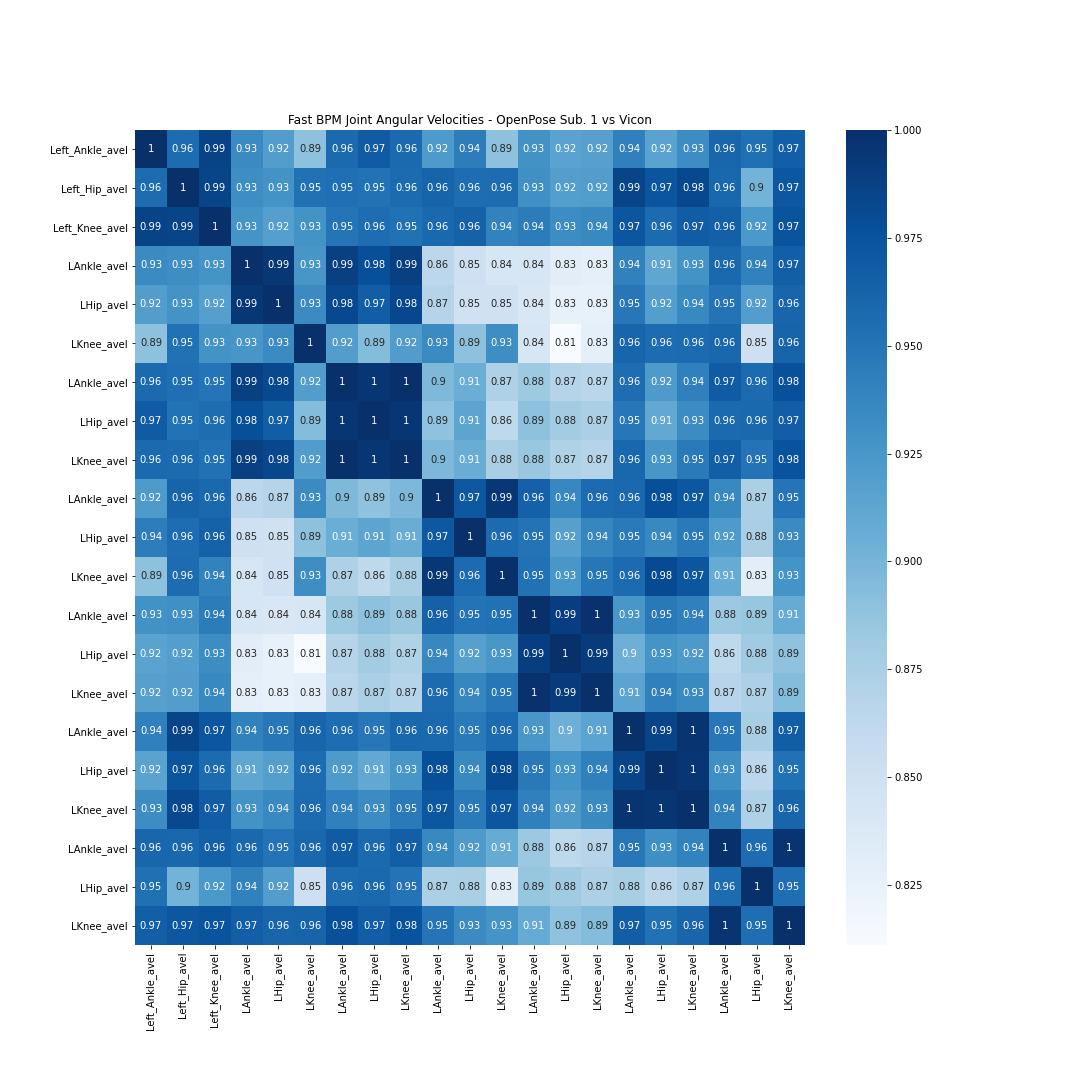 Fast BPM Joint Angular Velocities - OpenPose Sub. 1 vs Vicon
Left_Ankle_avel 1 0.96 0.99 0.93 0.92 0.89 0.96 0.97 0.96 0.92 0.94 0.89 0.93 0.92 0.92 0.94 0.92 0.93 0.96 0.95 0.97
Left_Hip_avel 0.96 1 0.99 0.93 0.93 0.95 0.95 0.95 0.96 0.96 0.96 0.96 0.93 0.92 0.92 0.99 0.97 0.98 0.96 0.9 0.97
Left_Knee_avel 0.99 0.99 1 0.93 0.92 0.93 0.95 0.96 0.95 0.96 0.96 0.94 0.94 0.93 0.94 0.97 0.96 0.97 0.96 0.92 0.97
LAnkle_avel 0.93 0.93 0.93 1 0.99 0.93 0.99 0.98 0.99 0.86 0.85 0.84 0.84 0.83 0.83 0.94 0.91 0.93 0.96 0.94 0.97
LHip_avel 0.92 0.93 0.92 0.99 1 0.93 0.98 0.97 0.98 0.87 0.85 0.85 0.84 0.83 0.83 0.95 0.92 0.94 0.95 0.92 0.96
LKnee_avel 0.89 0.95 0.93 0.93 0.93 1 0.92 0.89 0.92 0.93 0.89 0.93 0.84 0.81 0.83 0.96 0.96 0.96 0.96 0.85 0.96
LAnkle_avel 0.96 0.95 0.95 0.99 0.98 0.92 1 1 1 0.9 0.91 0.87 0.88 0.87 0.87 0.96 0.92 0.94 0.97 0.96 0.98
LHip_avel 0.97 0.95 0.96 0.98 0.97 0.89 1 1 1 0.89 0.91 0.86 0.89 0.88 0.87 0.95 0.91 0.93 0.96 0.96 0.97
LKnee_avel 0.96 0.96 0.95 0.99 0.98 0.92 1 1 1 0.9 0.91 0.88 0.88 0.87 0.87 0.96 0.93 0.95 0.97 0.95 0.98
LAnkle_avel 0.92 0.96 0.96 0.86 0.87 0.93 0.9 0.89 0.9 1 0.97 0.99 0.96 0.94 0.96 0.96 0.98 0.97 0.94 0.87 0.95
LHip_avel 0.94 0.96 0.96 0.85 0.85 0.89 0.91 0.91 0.91 0.97 1 0.96 0.95 0.92 0.94 0.95 0.94 0.95 0.92 0.88 0.93
LKnee_avel 0.89 0.96 0.94 0.84 0.85 0.93 0.87 0.86 0.88 0.99 0.96 1 0.95 0.93 0.95 0.96 0.98 0.97 0.91 0.83 0.93
LAnkle_avel 0.93 0.93 0.94 0.84 0.84 0.84 0.88 0.89 0.88 0.96 0.95 0.95 1 0.99 1 0.93 0.95 0.94 0.88 0.89 0.91
LHip_avel 0.92 0.92 0.93 0.83 0.83 0.81 0.87 0.88 0.87 0.94 0.92 0.93 0.99 1 0.99 0.9 0.93 0.92 0.86 0.88 0.89
LKnee_avel 0.92 0.92 0.94 0.83 0.83 0.83 0.87 0.87 0.87 0.96 0.94 0.95 1 0.99 1 0.91 0.94 0.93 0.87 0.87 0.89
LAnkle_avel 0.94 0.99 0.97 0.94 0.95 0.96 0.96 0.95 0.96 0.96 0.95 0.96 0.93 0.9 0.91 1 0.99 1 0.95 0.88 0.97
LHip_avel 0.92 0.97 0.96 0.91 0.92 0.96 0.92 0.91 0.93 0.98 0.94 0.98 0.95 0.93 0.94 0.99 1 1 0.93 0.86 0.95
LKnee_avel 0.93 0.98 0.97 0.93 0.94 0.96 0.94 0.93 0.95 0.97 0.95 0.97 0.94 0.92 0.93 1 1 1 0.94 0.87 0.96
LAnkle_avel 0.96 0.96 0.96 0.96 0.95 0.96 0.97 0.96 0.97 0.94 0.92 0.91 0.88 0.86 0.87 0.95 0.93 0.94 1 0.96 1
LHip_avel 0.95 0.9 0.92 0.94 0.92 0.85 0.96 0.96 0.95 0.87 0.88 0.83 0.89 0.88 0.87 0.88 0.86 0.87 0.96 1 0.95
LKnee_avel 0.97 0.97 0.97 0.97 0.96 0.96 0.98 0.97 0.98 0.95 0.93 0.93 0.91 0.89 0.89 0.97 0.95 0.96 1 0.95 1
Left_Ankle_avel
Left_Hip_avel
Left_Knee_avel
LAnkle_avel
LHip_avel
LKnee_avel
LAnkle_avel
LHip_avel
LKnee_avel
LAnkle_avel
LHip_avel
LKnee_avel
LAnkle_avel
LHip_avel
LKnee_avel
LAnkle_avel
LHip_avel
LKnee_avel
LAnkle_avel
LHip_avel
LKnee_avel
1.000
0.975
0.950
0.925
0.900
0.875
0.850
0.825